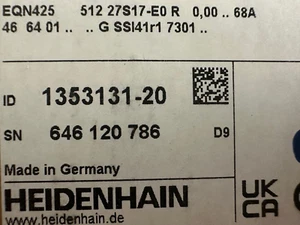 EQN425 512 27S17-E0 R 0,00 .. 68A
46 64 01 .. .. G SSI41r1 7301 ..
ID 1353131-20
SN 646 120 786 D9
Made in Germany
HEIDENHAIN
www.heidenhain.de
UK
CA